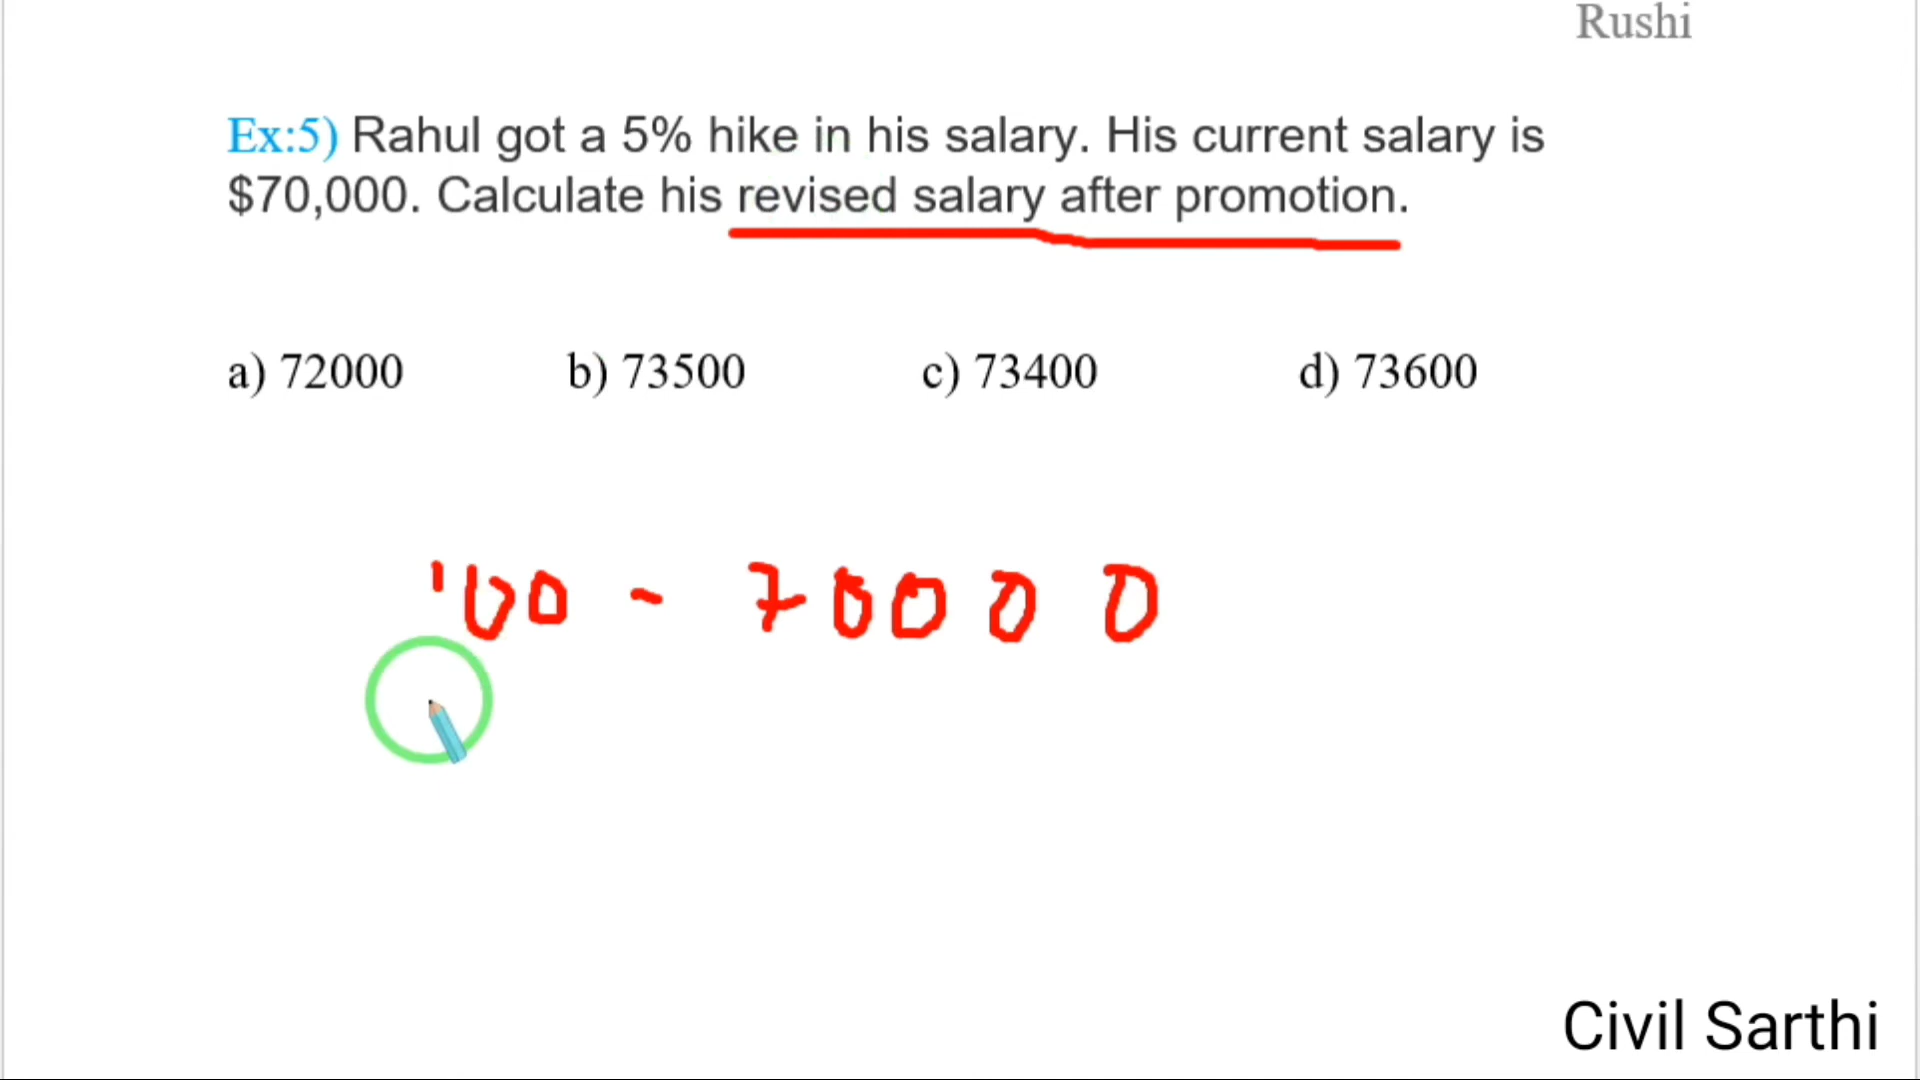 Rushi
Ex:5) Rahul got a 5% hike in his salary. His current salary is
$70,000. Calculate his revised salary after promotion.
a) 72000 b) 73500 c) 73400 d) 73600
100 - 70000
Civil Sarthi